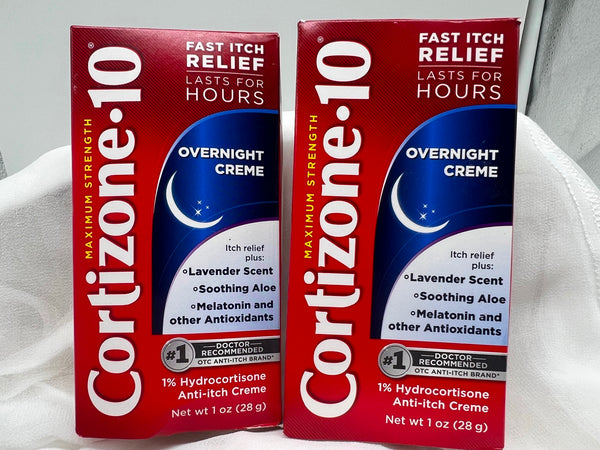 MAXIMUM STRENGTH
Cortizone•10®
FAST ITCH
RELIEF
LASTS FOR
HOURS
OVERNIGHT
CREME
Itch relief
plus:
Lavender Scent
Soothing Aloe
Melatonin and
other Antioxidants
#1 DOCTOR
RECOMMENDED
OTC ANTI-ITCH BRAND*
1% Hydrocortisone
Anti-itch Creme
Net wt 1 oz (28 g)
MAXIMUM STRENGTH
Cortizone•10®
FAST ITCH
RELIEF
LASTS FOR
HOURS
OVERNIGHT
CREME
Itch relief
plus:
Lavender Scent
Soothing Aloe
Melatonin and
other Antioxidants
#1 DOCTOR
RECOMMENDED
OTC ANTI-ITCH BRAND*
1% Hydrocortisone
Anti-itch Creme
Net wt 1 oz (28 g)